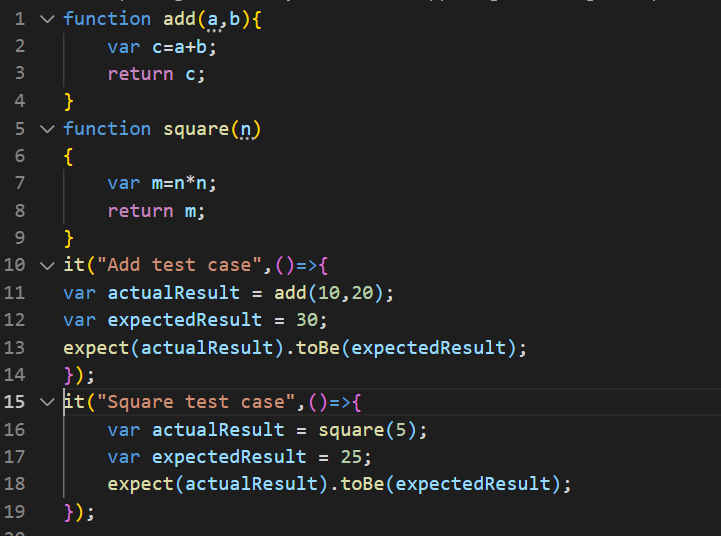 1 function add(a,b){
2 var c=a+b;
3 return c;
4 }
5 function square(n)
6 {
7 var m=n*n;
8 return m;
9 }
10 it("Add test case",()=>{
11 var actualResult = add(10,20);
12 var expectedResult = 30;
13 expect(actualResult).toBe(expectedResult);
14 });
15 it("Square test case",()=>{
16 var actualResult = square(5);
17 var expectedResult = 25;
18 expect(actualResult).toBe(expectedResult);
19 });